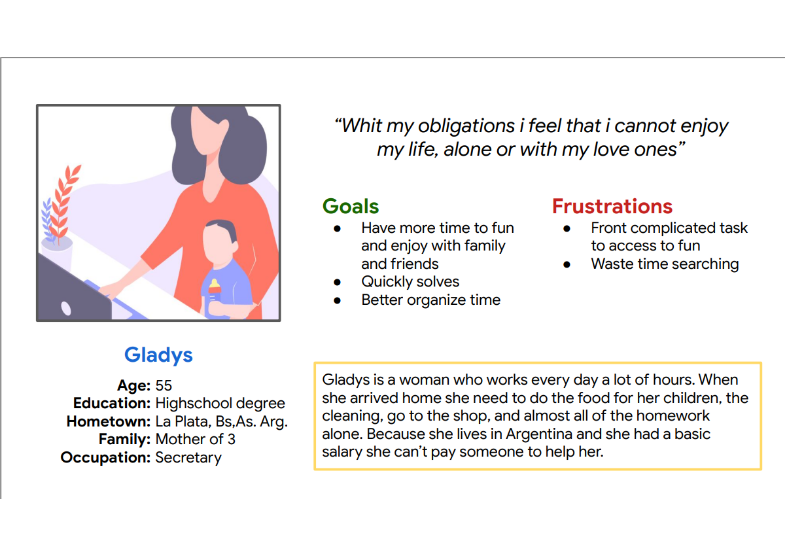 “Whit my obligations i feel that i cannot enjoy
my life, alone or with my love ones”
Goals
● Have more time to fun
and enjoy with family
and friends
● Quickly solves
● Better organize time
Frustrations
● Front complicated task
to access to fun
● Waste time searching
Gladys
Age: 55
Education: Highschool degree
Hometown: La Plata, Bs,As. Arg.
Family: Mother of 3
Occupation: Secretary
Gladys is a woman who works every day a lot of hours. When
she arrived home she need to do the food for her children, the
cleaning, go to the shop, and almost all of the homework
alone. Because she lives in Argentina and she had a basic
salary she can’t pay someone to help her.